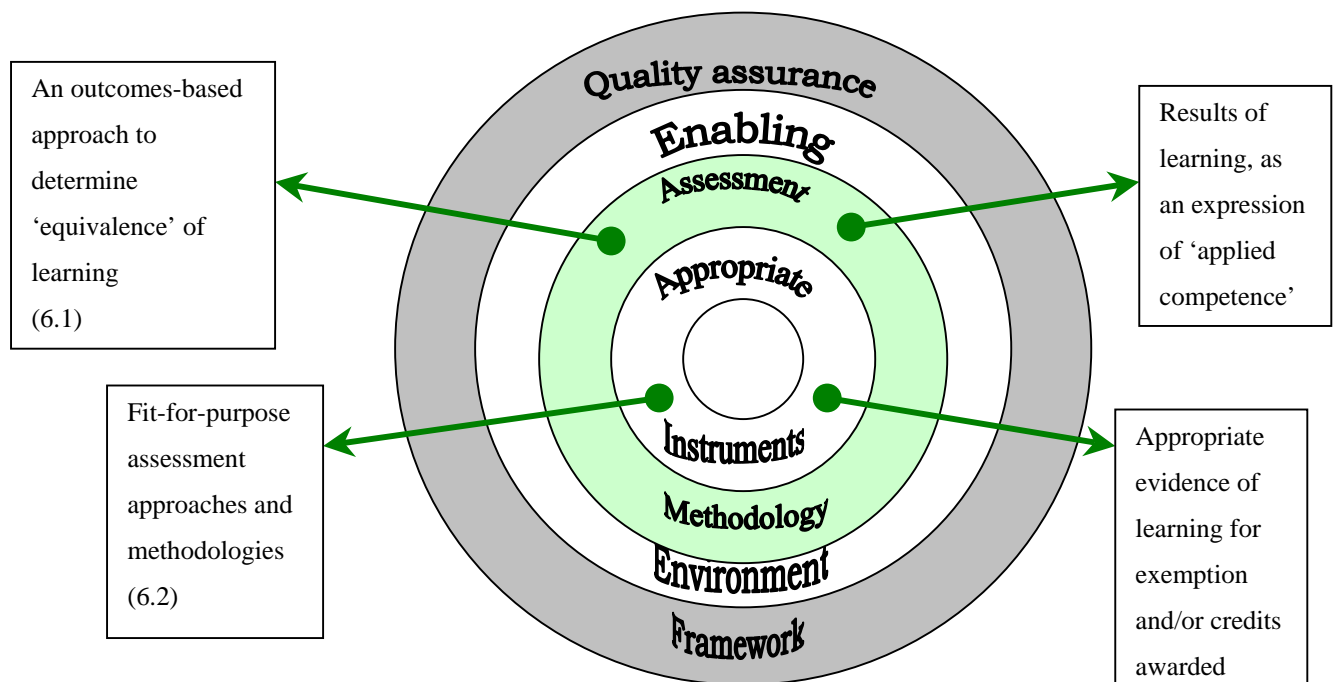 An outcomes-based
approach to
determine
‘equivalence’ of
learning
(6.1)
Fit-for-purpose
assessment
approaches and
methodologies
(6.2)
Quality assurance
Enabling
Assessment
Appropriate
Instruments
Methodology
Environment
Framework
Results of
learning, as
an expression
of ‘applied
competence’
Appropriate
evidence of
learning for
exemption
and/or credits
awarded